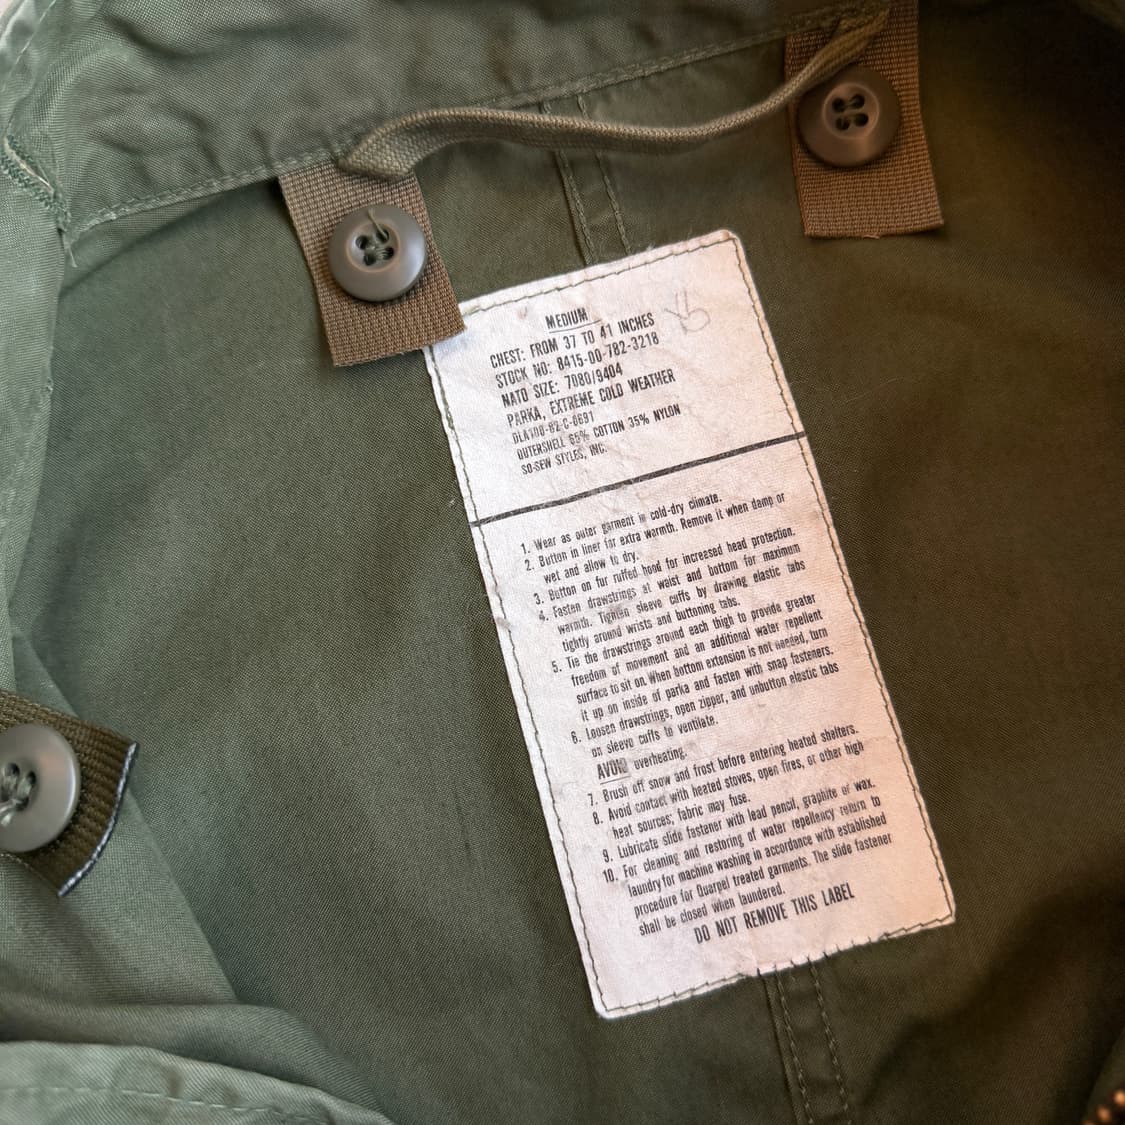 MEDIUM
CHEST: FROM 37 TO 41 INCHES
STOCK NO: 8415-00-782-3218
NATO SIZE: 7080/9404
PARKA, EXTREME COLD WEATHER
DLA100-82-C-0691
OUTERSHELL 65% COTTON 35% NYLON
SO-SEW STYLES, INC.
1. Wear as outer garment in cold-dry climate.
2. Button in liner for extra warmth. Remove it when damp or
wet and allow to dry.
3. Button on fur ruffed hood for increased head protection.
4. Fasten drawstrings at waist and bottom for maximum
warmth. Tighten sleeve cuffs by drawing elastic tabs
tightly around wrists and buttoning tabs.
5. Tie the drawstrings around each thigh to provide greater
freedom of movement and an additional water repellent
surface to sit on. When bottom extension is not needed, turn
it up on inside of parka and fasten with snap fasteners.
6. Loosen drawstrings, open zipper, and unbutton elastic tabs
on sleeve cuffs to ventilate.
AVOID overheating.
7. Brush off snow and frost before entering heated shelters.
8. Avoid contact with heated stoves, open fires, or other high
heat sources; fabric may fuse.
9. Lubricate slide fastener with lead pencil, graphite or wax.
10. For cleaning and restoring of water repellency return to
laundry for machine washing in accordance with established
procedure for Quarpel treated garments. The slide fastener
shall be closed when laundered.
DO NOT REMOVE THIS LABEL